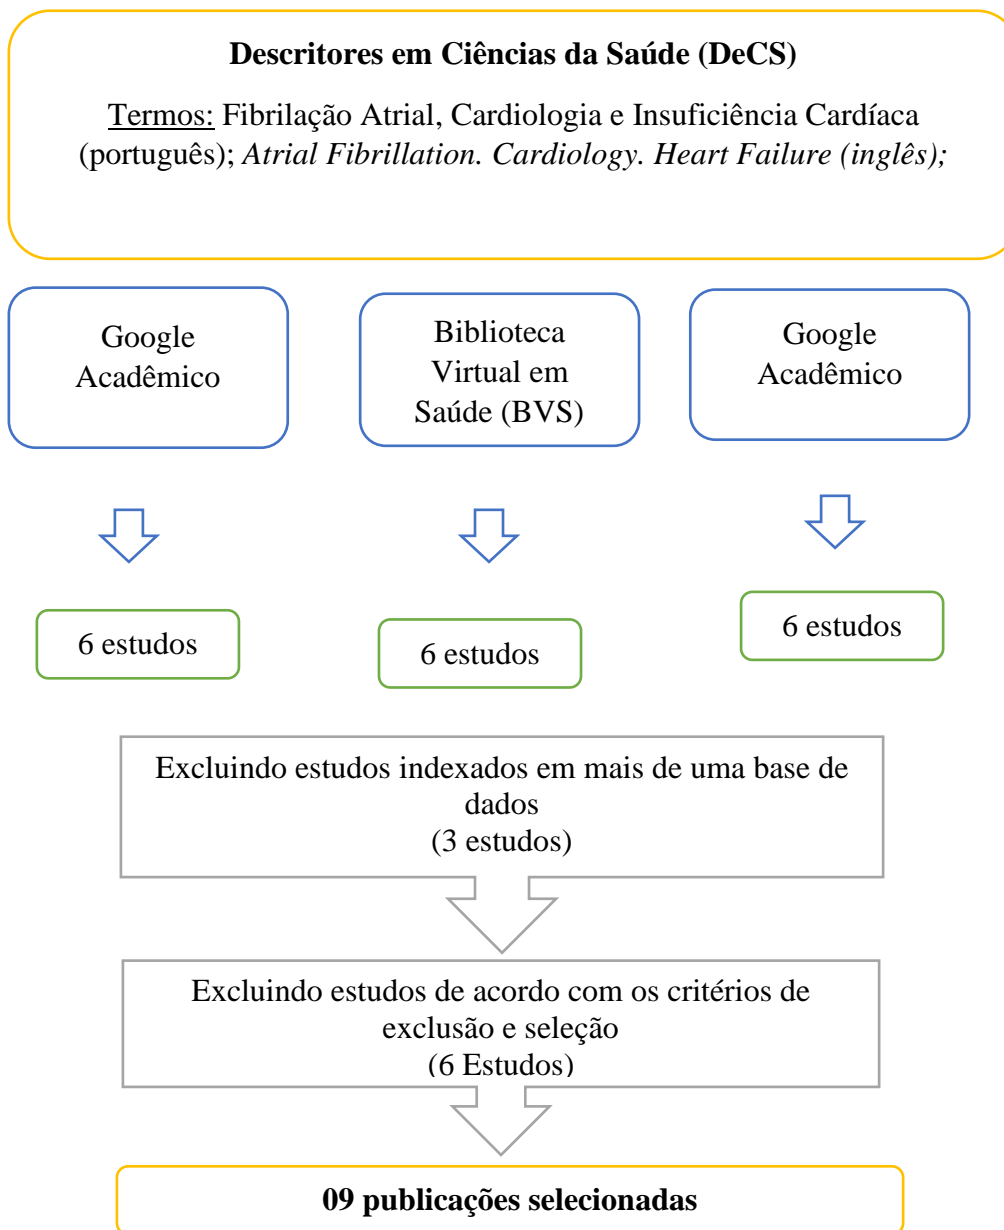 Descritores em Ciências da Saúde (DeCS)
Termos: Fibrilação Atrial, Cardiologia e Insuficiência Cardíaca
(português); Atrial Fibrillation. Cardiology. Heart Failure (inglês);
Google
Acadêmico
Biblioteca
Virtual em
Saúde (BVS)
Google
Acadêmico
6 estudos
6 estudos
6 estudos
Excluindo estudos indexados em mais de uma base de
dados
(3 estudos)
Excluindo estudos de acordo com os critérios de
exclusão e seleção
(6 Estudos)
09 publicações selecionadas